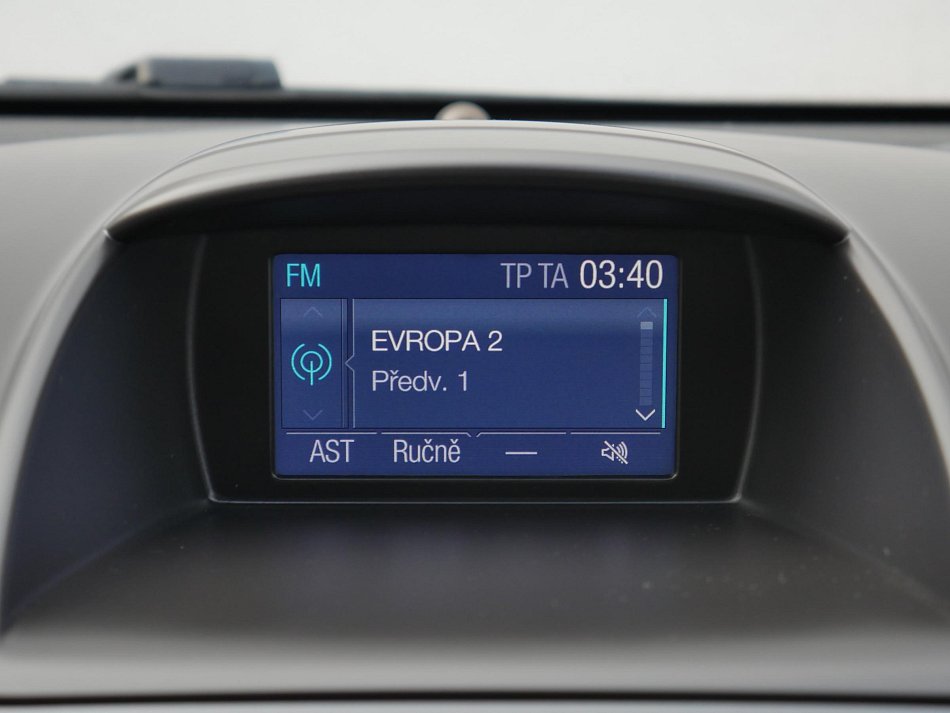 FM TP TA 03:40
EVROPA 2
Předv. 1
AST Ručně —